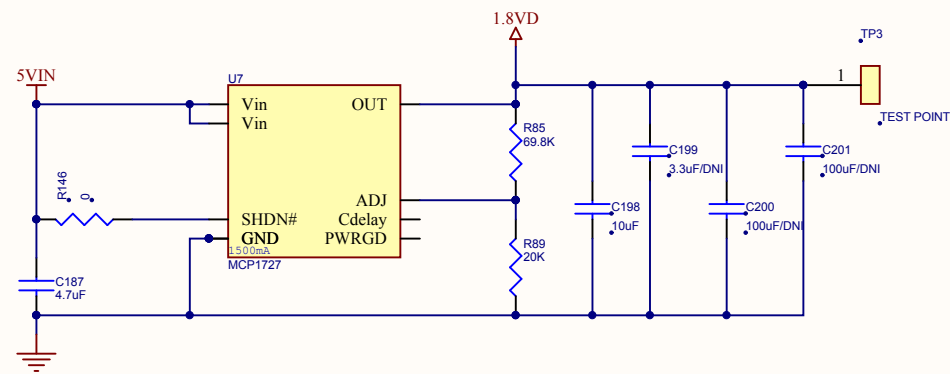 1.8VD
TP3
5VIN
U7
1
Vin
OUT
Vin
R85
69.8K
TEST POINT
C199
3.3uF/DNI
C201
100uF/DNI
R146
0
ADJ
SHDN#
Cdelay
C198
10uF
C200
100uF/DNI
GND
PWRGD
1500mA
MCP1727
R89
20K
C187
4.7uF